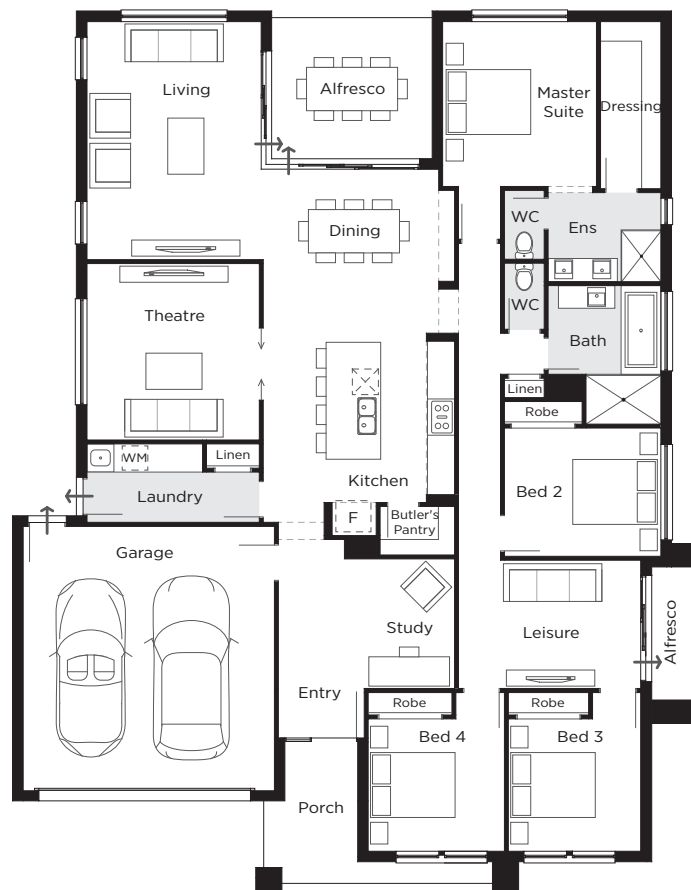 Living
Alfresco
Master
Suite
Dressing
WC
Dining
Ens
WC
Theatre
Bath
Linen
Robe
WM
Linen
Kitchen
Laundry
Bed 2
F
Butler's
Pantry
Garage
Study
Leisure
Alfresco
Entry
Robe
Robe
Bed 4
Bed 3
Porch